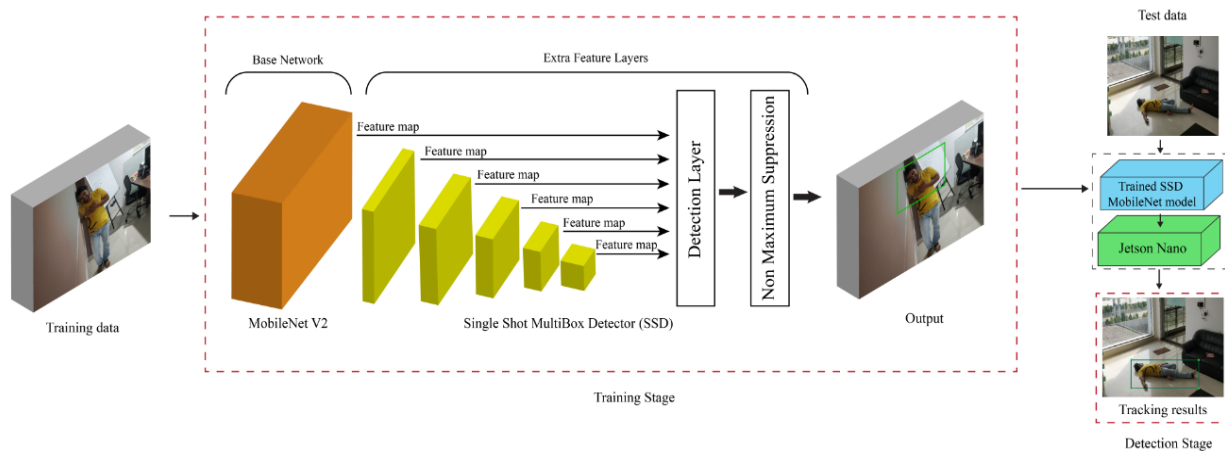 Test data
Base Network
Extra Feature Layers
Feature map
Feature map
Feature map
Feature map
Feature map
Feature map
Detection Layer
Non Maximum Suppression
Trained SSD
MobileNet model
Jetson Nano
Training data
MobileNet V2
Single Shot MultiBox Detector (SSD)
Output
Training Stage
Tracking results
Detection Stage